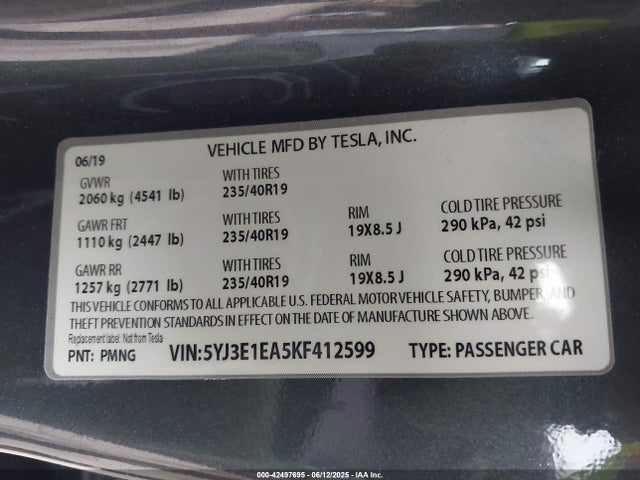 VEHICLE MFD BY TESLA, INC.
06/19
GVWR WITH TIRES
2060 kg (4541 lb) 235/40R19
GAWR FRT WITH TIRES RIM COLD TIRE PRESSURE
1110 kg (2447 lb) 235/40R19 19X8.5 J 290 kPa, 42 psi
GAWR RR WITH TIRES RIM COLD TIRE PRESSURE
1257 kg (2771 lb) 235/40R19 19X8.5 J 290 kPa, 42 psi
THIS VEHICLE CONFORMS TO ALL APPLICABLE U.S. FEDERAL MOTOR VEHICLE SAFETY, BUMPER, AND
THEFT PREVENTION STANDARDS IN EFFECT ON THE DATE OF MANUFACTURE SHOWN ABOVE.
Replacement label: Not from Tesla
PNT: PMNG VIN:5YJ3E1EA5KF412599 TYPE: PASSENGER CAR
000-42497695 - 06/12/2025 - IAA Inc.